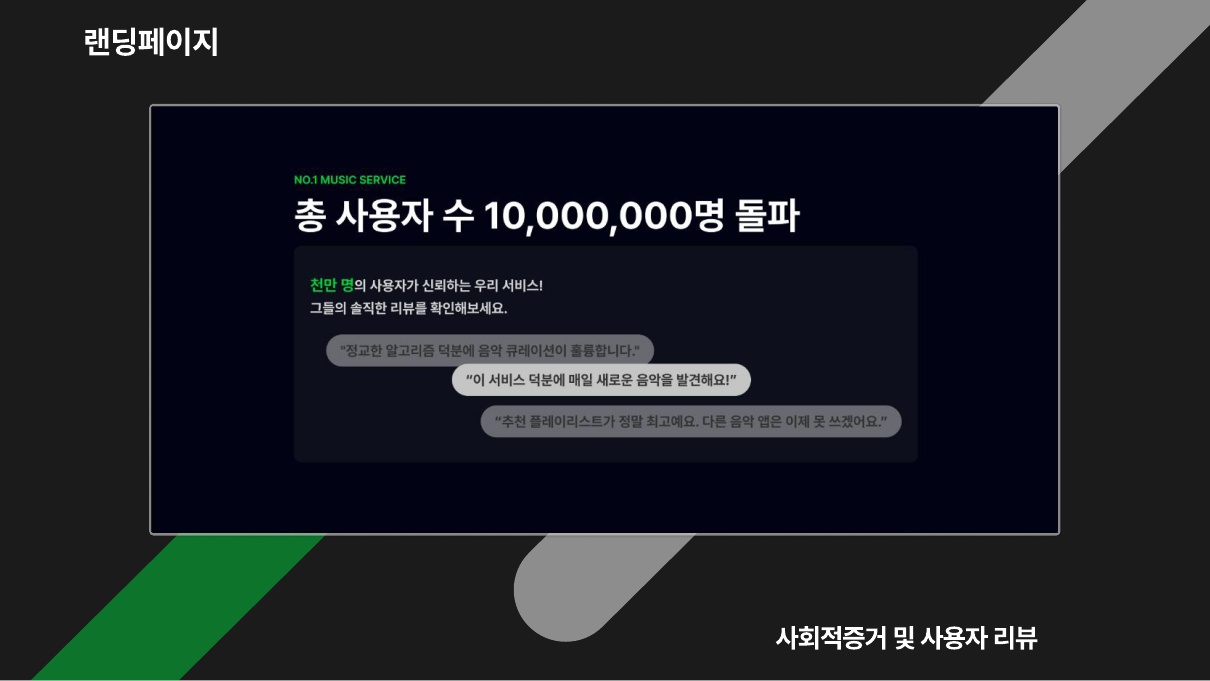 랜딩페이지
NO.1 MUSIC SERVICE
총 사용자 수 10,000,000명 돌파
천만 명의 사용자가 신뢰하는 우리 서비스!
그들의 솔직한 리뷰를 확인해보세요.
"정교한 알고리즘 덕분에 음악 큐레이션이 훌륭합니다."
“이 서비스 덕분에 매일 새로운 음악을 발견해요!”
“추천 플레이리스트가 정말 최고예요. 다른 음악 앱은 이제 못 쓰겠어요.”
사회적증거 및 사용자 리뷰